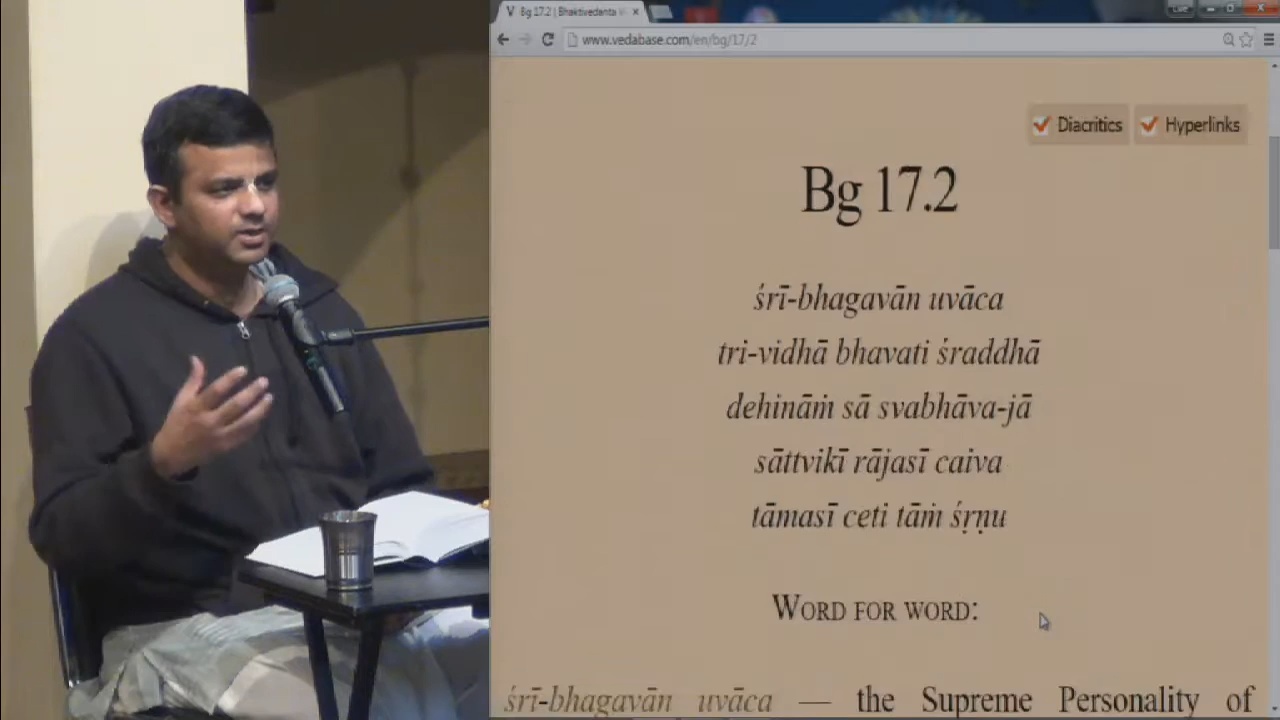 Bg 17.2 | Bhaktivedanta
www.vedabase.com/en/bg/17/2
Diacritics
Hyperlinks
Bg 17.2
śrī-bhagavān uvāca
tri-vidhā bhavati śraddhā
dehināṁ sā svabhāva-jā
sāttvikī rājasī caiva
tāmasī ceti tāṁ śṛṇu
Word for word:
śrī-bhagavān uvāca — the Supreme Personality of